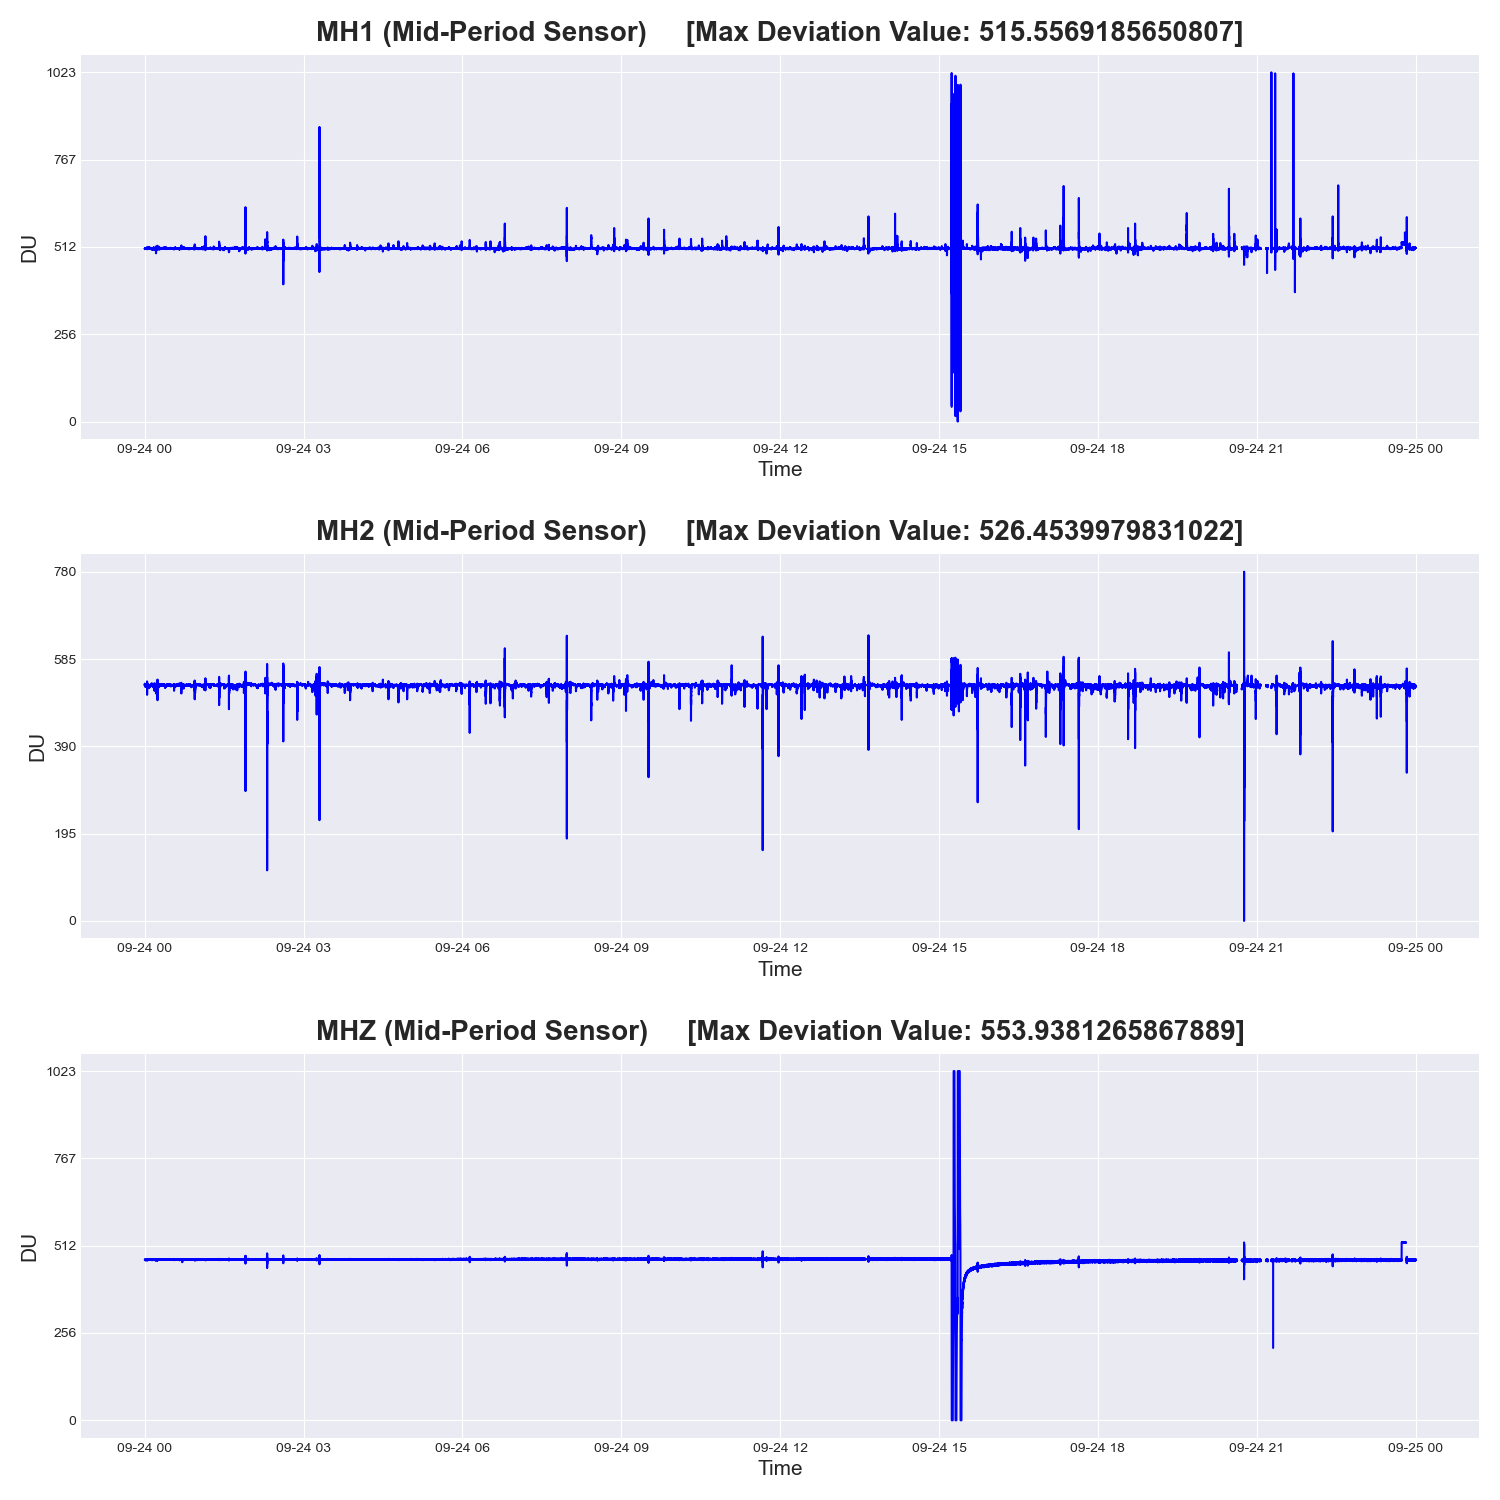 MH1 (Mid-Period Sensor) [Max Deviation Value: 515.5569185650807]
1023
767
512
256
0
DU
09-24 00 09-24 03 09-24 06 09-24 09 09-24 12 09-24 15 09-24 18 09-24 21 09-25 00
Time
MH2 (Mid-Period Sensor) [Max Deviation Value: 526.4539979831022]
780
585
390
195
0
DU
09-24 00 09-24 03 09-24 06 09-24 09 09-24 12 09-24 15 09-24 18 09-24 21 09-25 00
Time
MHZ (Mid-Period Sensor) [Max Deviation Value: 553.9381265867889]
1023
767
512
256
0
DU
09-24 00 09-24 03 09-24 06 09-24 09 09-24 12 09-24 15 09-24 18 09-24 21 09-25 00
Time